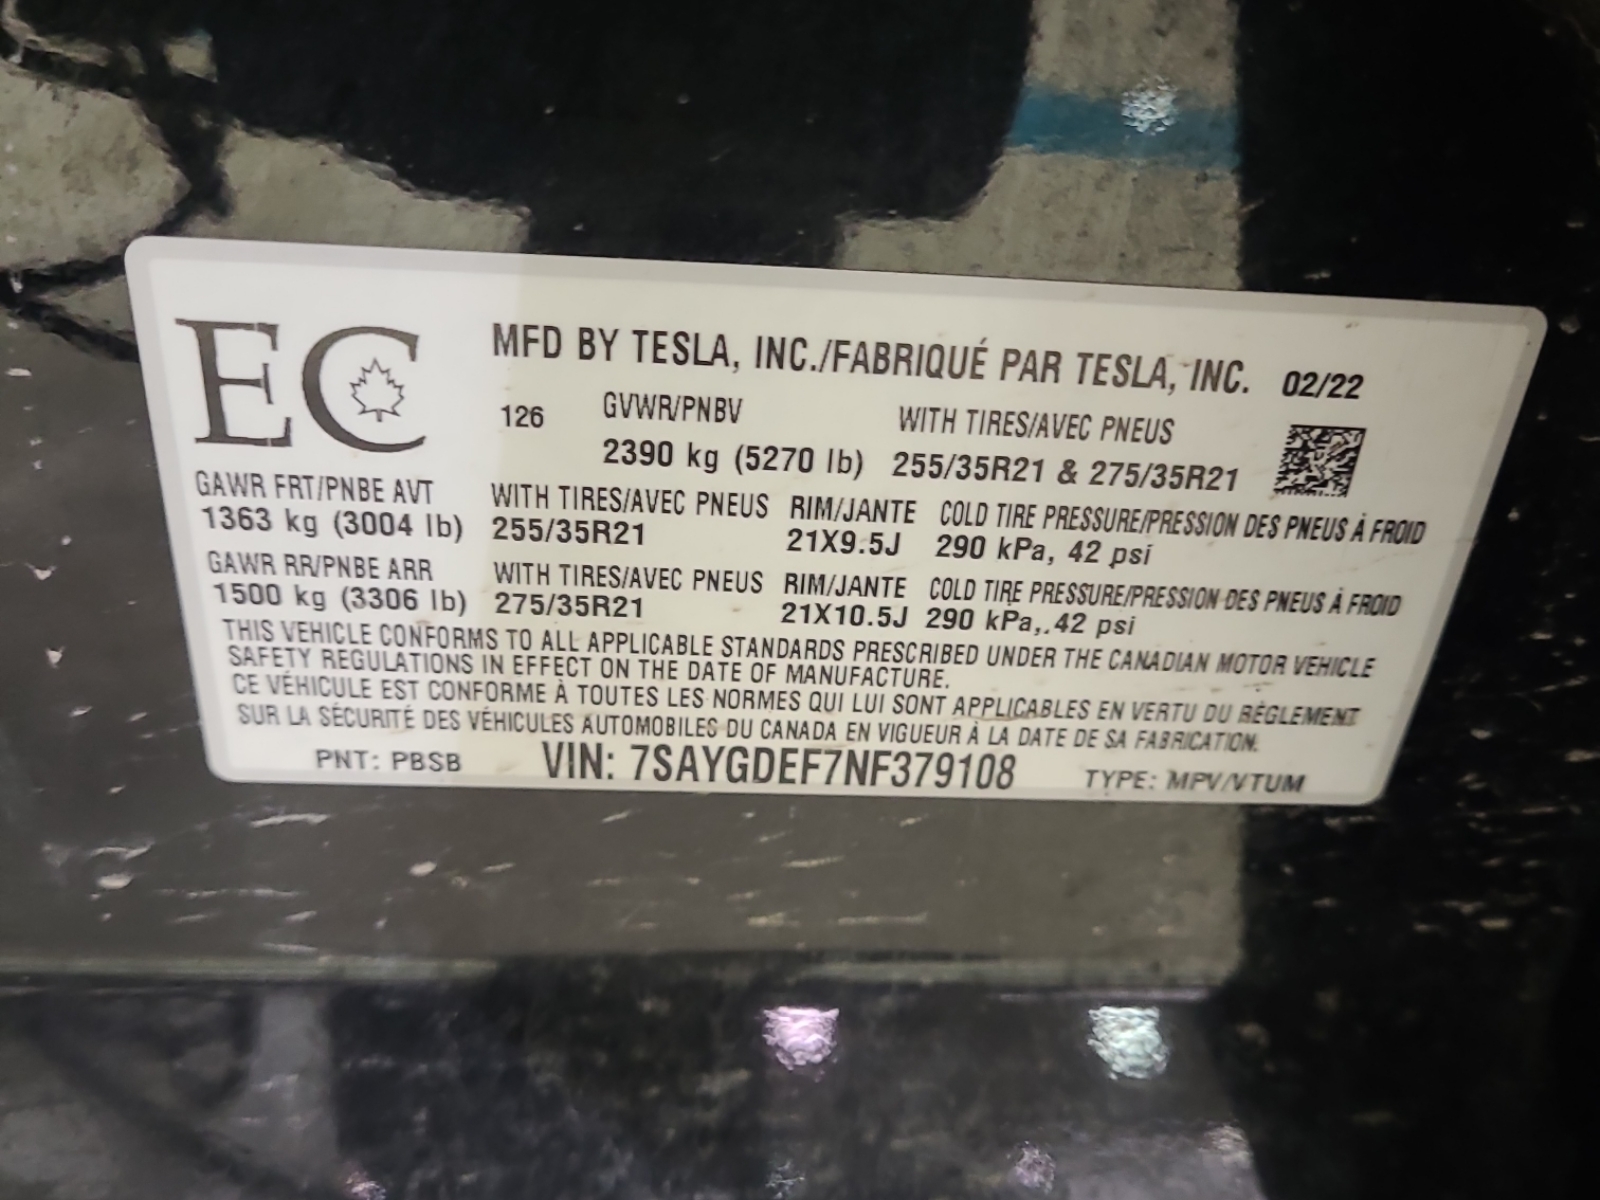 EC
MFD BY TESLA, INC./FABRIQUÉ PAR TESLA, INC. 02/22
126 GVWR/PNBV WITH TIRES/AVEC PNEUS
2390 kg (5270 lb) 255/35R21 & 275/35R21
GAWR FRT/PNBE AVT WITH TIRES/AVEC PNEUS RIM/JANTE COLD TIRE PRESSURE/PRESSION DES PNEUS À FROID
1363 kg (3004 lb) 255/35R21 21X9.5J 290 kPa, 42 psi
GAWR RR/PNBE ARR WITH TIRES/AVEC PNEUS RIM/JANTE COLD TIRE PRESSURE/PRESSION DES PNEUS À FROID
1500 kg (3306 lb) 275/35R21 21X10.5J 290 kPa, 42 psi
THIS VEHICLE CONFORMS TO ALL APPLICABLE STANDARDS PRESCRIBED UNDER THE CANADIAN MOTOR VEHICLE
SAFETY REGULATIONS IN EFFECT ON THE DATE OF MANUFACTURE.
CE VÉHICULE EST CONFORME À TOUTES LES NORMES QUI LUI SONT APPLICABLES EN VERTU DU RÈGLEMENT
SUR LA SÉCURITÉ DES VÉHICULES AUTOMOBILES DU CANADA EN VIGUEUR À LA DATE DE SA FABRICATION.
PNT: PBSB VIN: 7SAYGDEF7NF379108 TYPE: MPV/VTUM